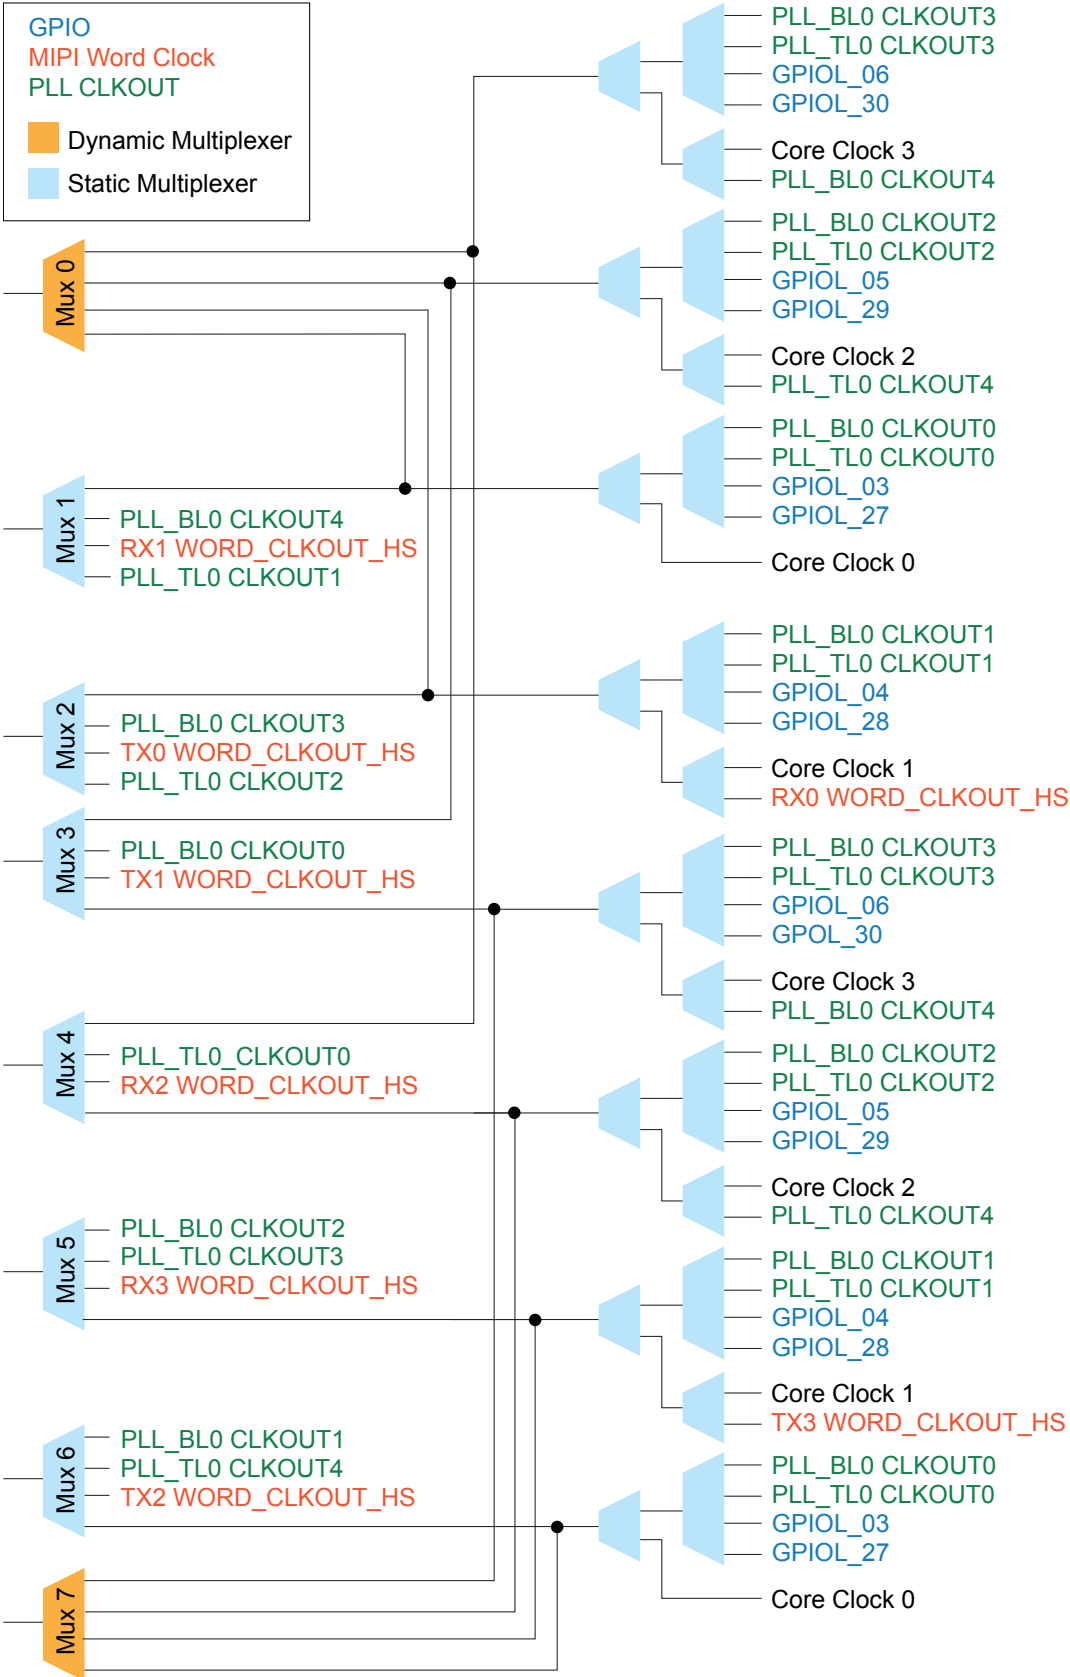 GPIO
MIPI Word Clock
PLL CLKOUT
Dynamic Multiplexer
Static Multiplexer
PLL_BL0 CLKOUT3
PLL_TL0 CLKOUT3
GPIOL_06
GPIOL_30
Core Clock 3
PLL_BL0 CLKOUT4
Mux 0
PLL_BL0 CLKOUT2
PLL_TL0 CLKOUT2
GPIOL_05
GPIOL_29
Core Clock 2
PLL_TL0 CLKOUT4
PLL_BL0 CLKOUT0
PLL_TL0 CLKOUT0
GPIOL_03
GPIOL_27
Core Clock 0
Mux 1
PLL_BL0 CLKOUT4
RX1 WORD_CLKOUT_HS
PLL_TL0 CLKOUT1
PLL_BL0 CLKOUT1
PLL_TL0 CLKOUT1
GPIOL_04
GPIOL_28
Core Clock 1
RX0 WORD_CLKOUT_HS
Mux 2
PLL_BL0 CLKOUT3
TX0 WORD_CLKOUT_HS
PLL_TL0 CLKOUT2
Mux 3
PLL_BL0 CLKOUT0
TX1 WORD_CLKOUT_HS
PLL_BL0 CLKOUT3
PLL_TL0 CLKOUT3
GPIOL_06
GPOL_30
Core Clock 3
PLL_BL0 CLKOUT4
Mux 4
PLL_TL0_CLKOUT0
RX2 WORD_CLKOUT_HS
PLL_BL0 CLKOUT2
PLL_TL0 CLKOUT2
GPIOL_05
GPIOL_29
Core Clock 2
PLL_TL0 CLKOUT4
Mux 5
PLL_BL0 CLKOUT2
PLL_TL0 CLKOUT3
RX3 WORD_CLKOUT_HS
PLL_BL0 CLKOUT1
PLL_TL0 CLKOUT1
GPIOL_04
GPIOL_28
Core Clock 1
TX3 WORD_CLKOUT_HS
Mux 6
PLL_BL0 CLKOUT1
PLL_TL0 CLKOUT4
TX2 WORD_CLKOUT_HS
PLL_BL0 CLKOUT0
PLL_TL0 CLKOUT0
GPIOL_03
GPIOL_27
Core Clock 0
Mux 7